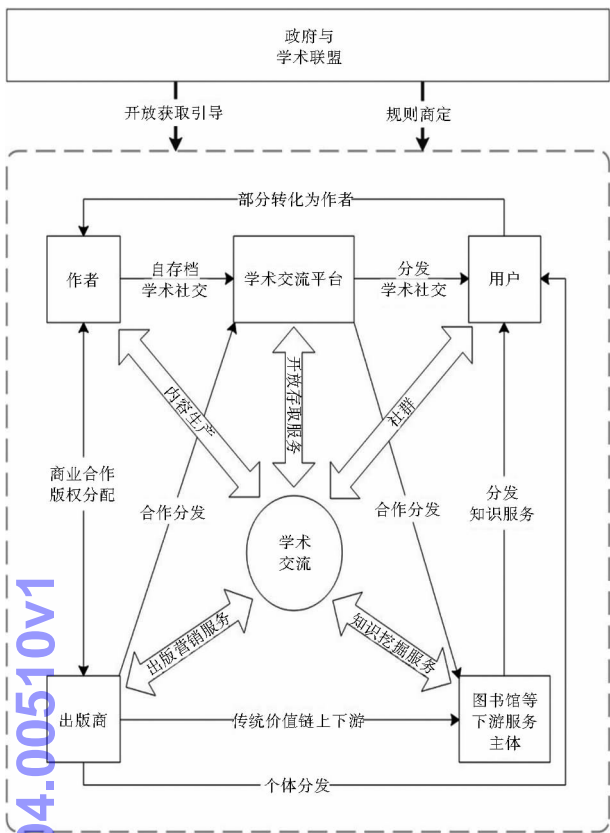 政府与
学术联盟
开放获取引导
规则商定
部分转化为作者
作者
自存档
学术社交
学术交流平台
分发
学术社交
用户
内容生产
开放存取服务
社群
商业合作
版权分配
合作分发
合作分发
分发
知识服务
学术
交流
出版营销服务
知识挖掘服务
出版商
传统价值链上下游
图书馆等
下游服务
主体
个体分发
04.00510v1